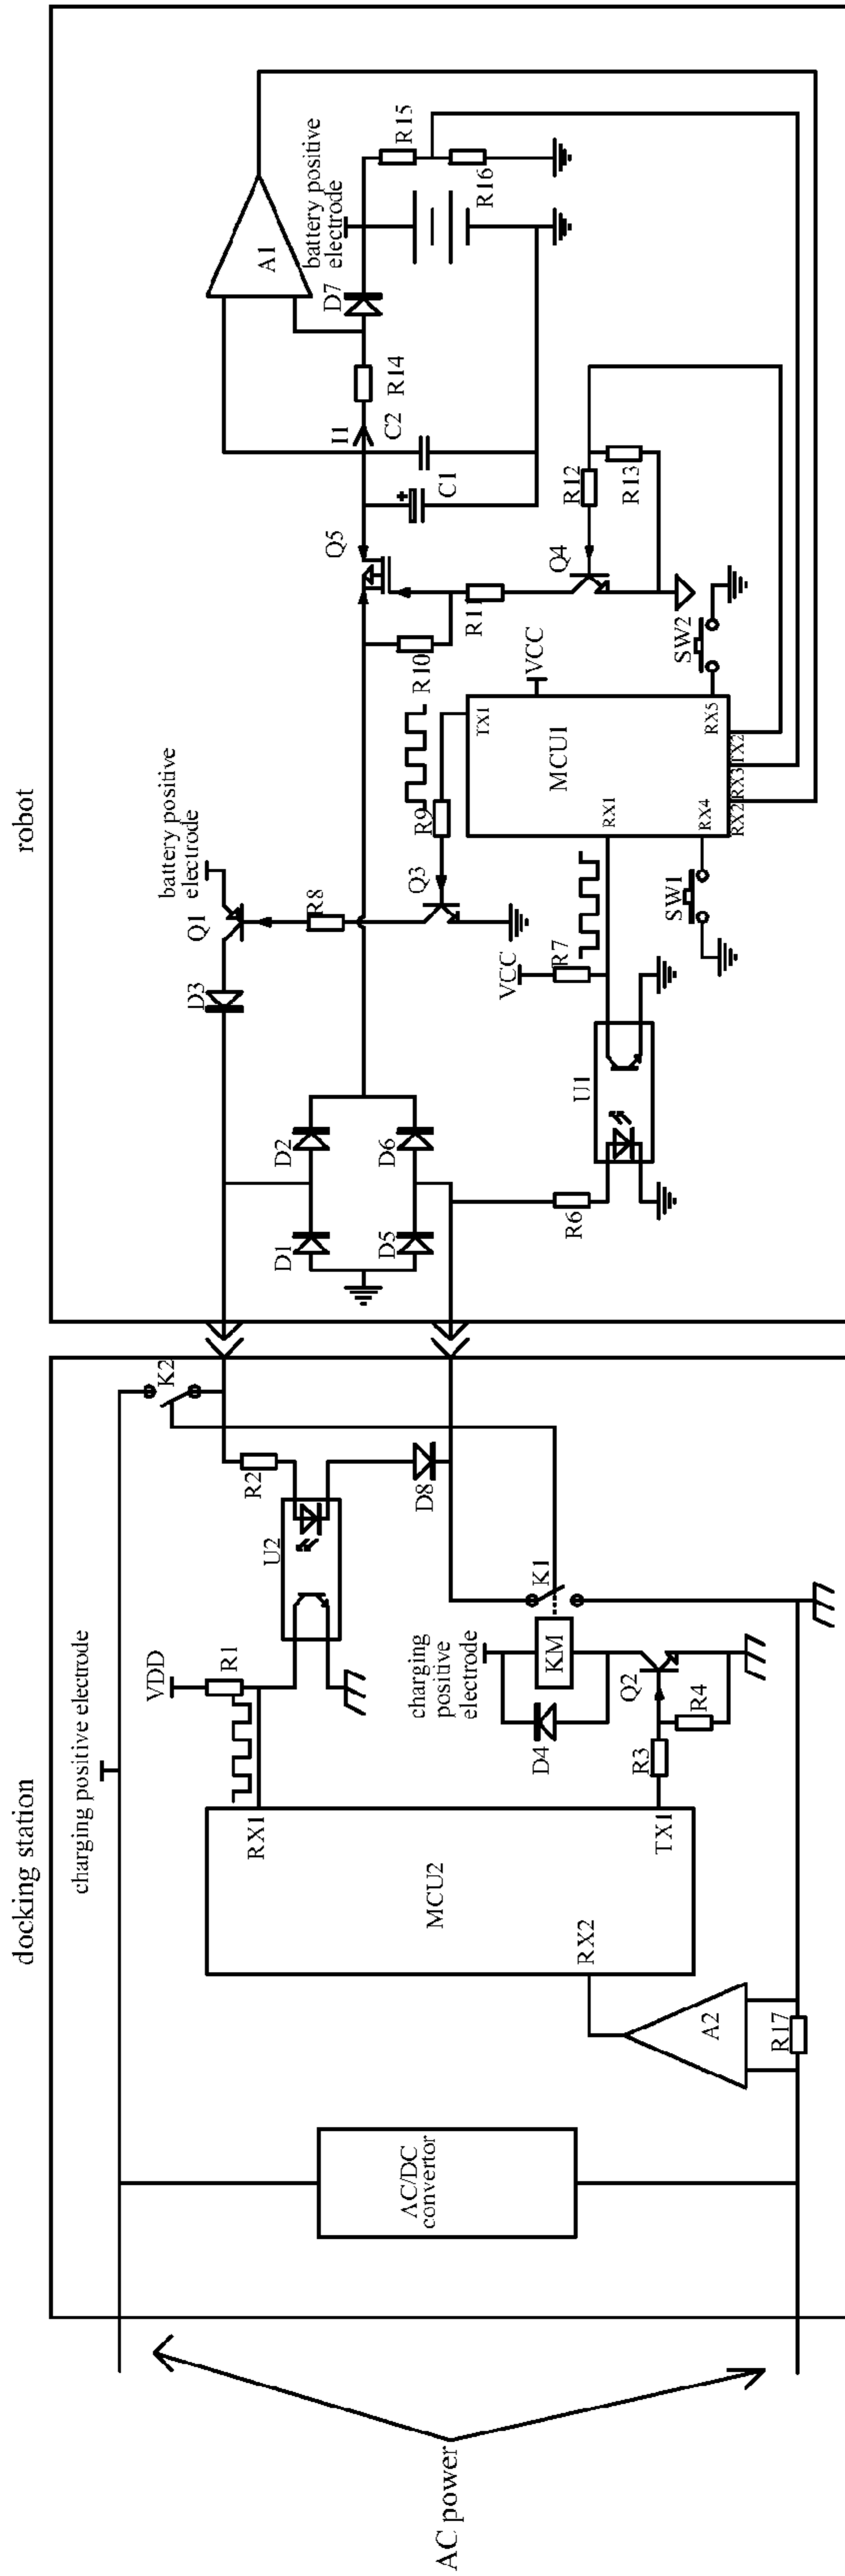 docking station
robot
AC power
charging positive electrode
AC/DC
convertor
A2
R17
MCU2
RX1
RX2
TX1
VDD
R1
U2
R2
D8
K2
K1
KM
charging
positive
electrode
D4
Q2
R3
R4
D1
D2
D5
D6
D3
Q1
battery positive
electrode
R8
Q3
R9
R6
U1
VCC
R7
MCU1
TX1
RX1
VCC
RX4
RX2
RX3
TX2
RX5
SW1
SW2
R10
R11
Q5
Q4
R12
R13
C1
C2
I1
R14
D7
A1
battery positive
electrode
R15
R16